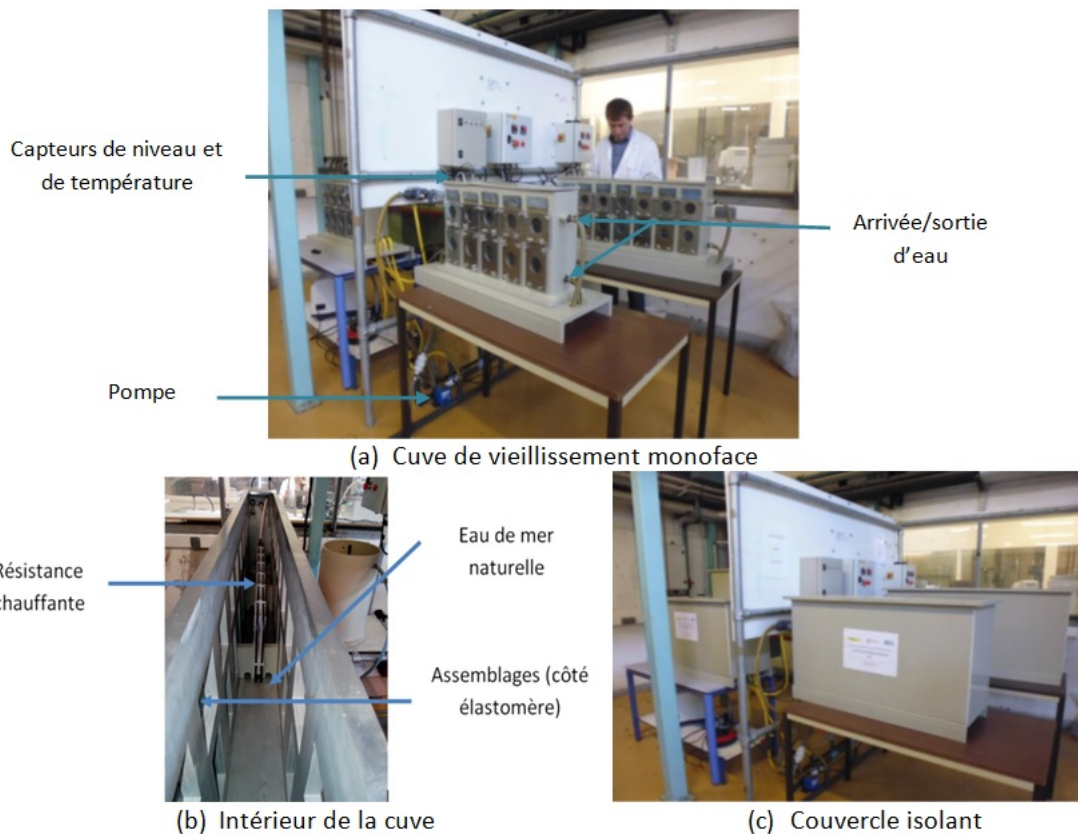 Capteurs de niveau et
de température
Arrivée/sortie
d'eau
Pompe
(a) Cuve de vieillissement monoface
Résistance
chauffante
Eau de mer
naturelle
Assemblages (côté
élastomère)
(b) Intérieur de la cuve
(c) Couvercle isolant